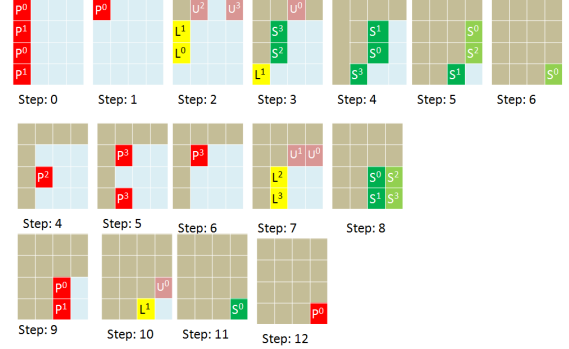 P⁰ P⁰ U² U³ U⁰
P¹ L¹ S³ S¹ S⁰
P⁰ L⁰ S² S⁰ S²
P¹ L¹ S³ S¹ S⁰
Step: 0 Step: 1 Step: 2 Step: 3 Step: 4 Step: 5 Step: 6
P³ P³ U¹ U⁰
P² L² S⁰ S²
P³ L³ S¹ S³
Step: 4 Step: 5 Step: 6 Step: 7 Step: 8
P⁰ U⁰
P¹ L¹ S⁰ P⁰
Step: 9 Step: 10 Step: 11 Step: 12